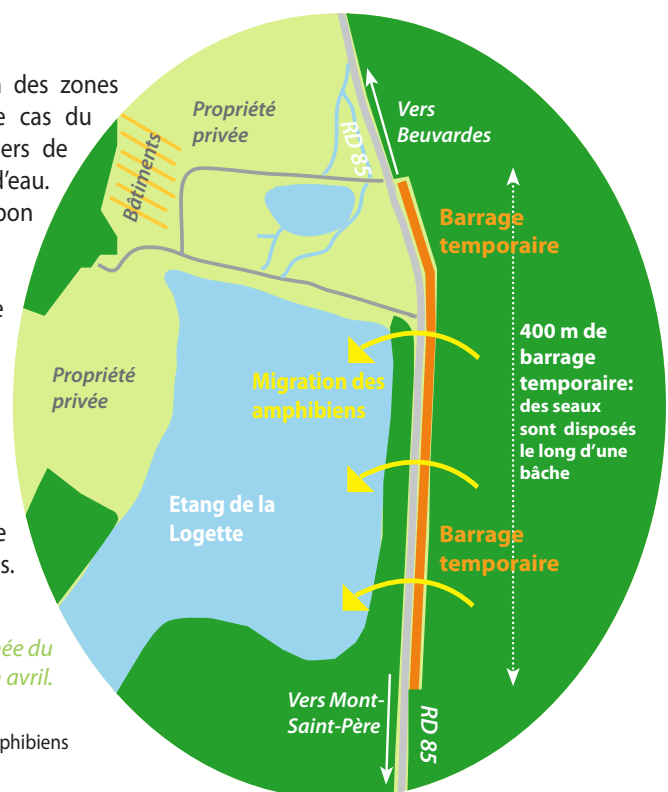 des zones
cas du
ers de
d'eau.
bon
s.
ée du
avril.
phibiens
Propriété
privée
Bâtiments
RD 85
Vers
Beuvardes
Barrage
temporaire
400 m de
barrage
temporaire:
des seaux
sont disposés
le long d'une
bâche
Propriété
privée
Migration des
amphibiens
Etang de la
Logette
Barrage
temporaire
Vers Mont-
Saint-Père
RD 85